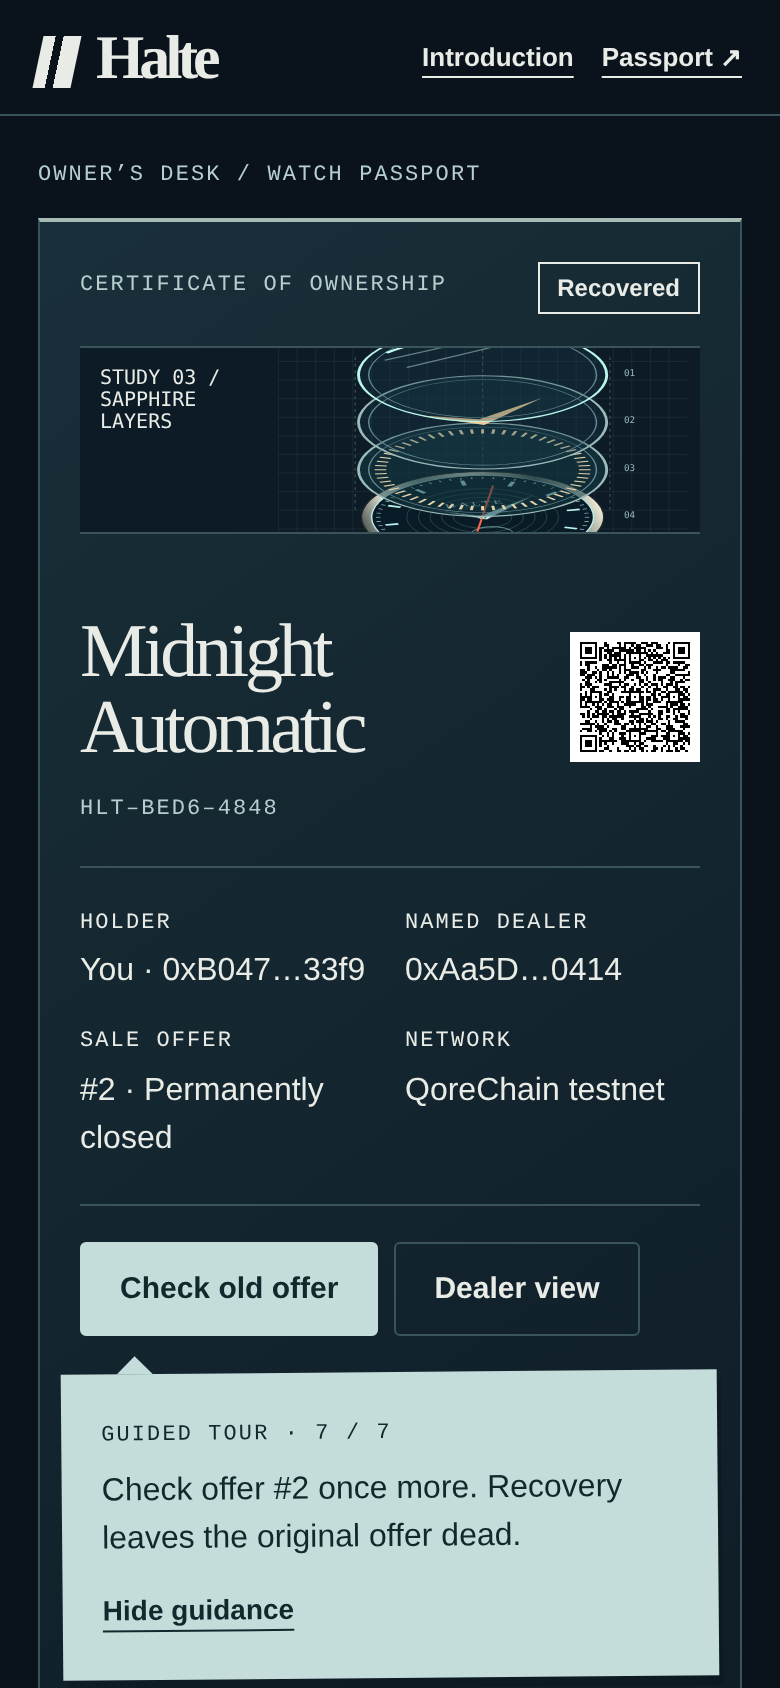 Halte
Introduction
Passport ↗
OWNER’S DESK / WATCH PASSPORT
CERTIFICATE OF OWNERSHIP
Recovered
STUDY 03 /
SAPPHIRE
LAYERS
01
02
03
04
Midnight
Automatic
HLT–BED6–4848
HOLDER
You · 0xB047…33f9
NAMED DEALER
0xAa5D…0414
SALE OFFER
#2 · Permanently
closed
NETWORK
QoreChain testnet
Check old offer
Dealer view
GUIDED TOUR · 7 / 7
Check offer #2 once more. Recovery
leaves the original offer dead.
Hide guidance